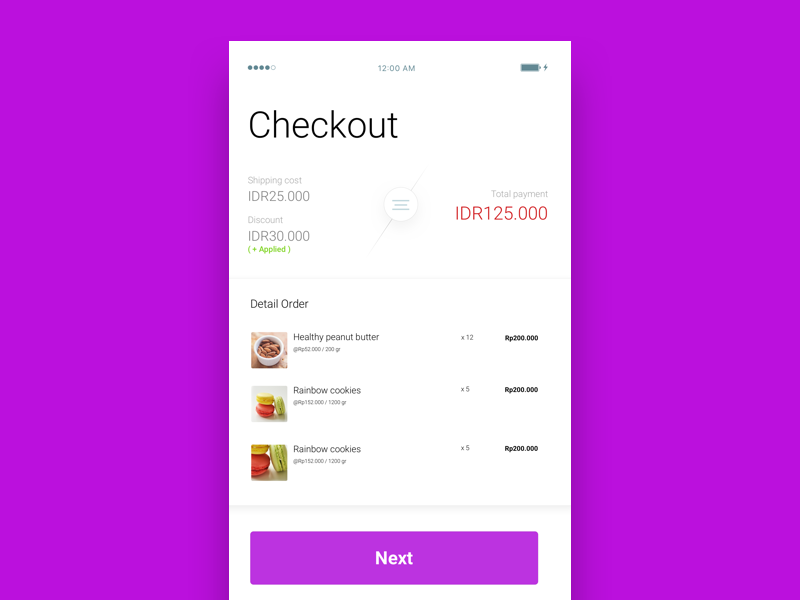 12:00 AM
Checkout
Shipping cost
IDR25.000
Discount
IDR30.000
( + Applied )
Total payment
IDR125.000
Detail Order
Healthy peanut butter
@Rp52.000 / 200 gr
x 12
Rp200.000
Rainbow cookies
@Rp152.000 / 1200 gr
x 5
Rp200.000
Rainbow cookies
@Rp152.000 / 1200 gr
x 5
Rp200.000
Next